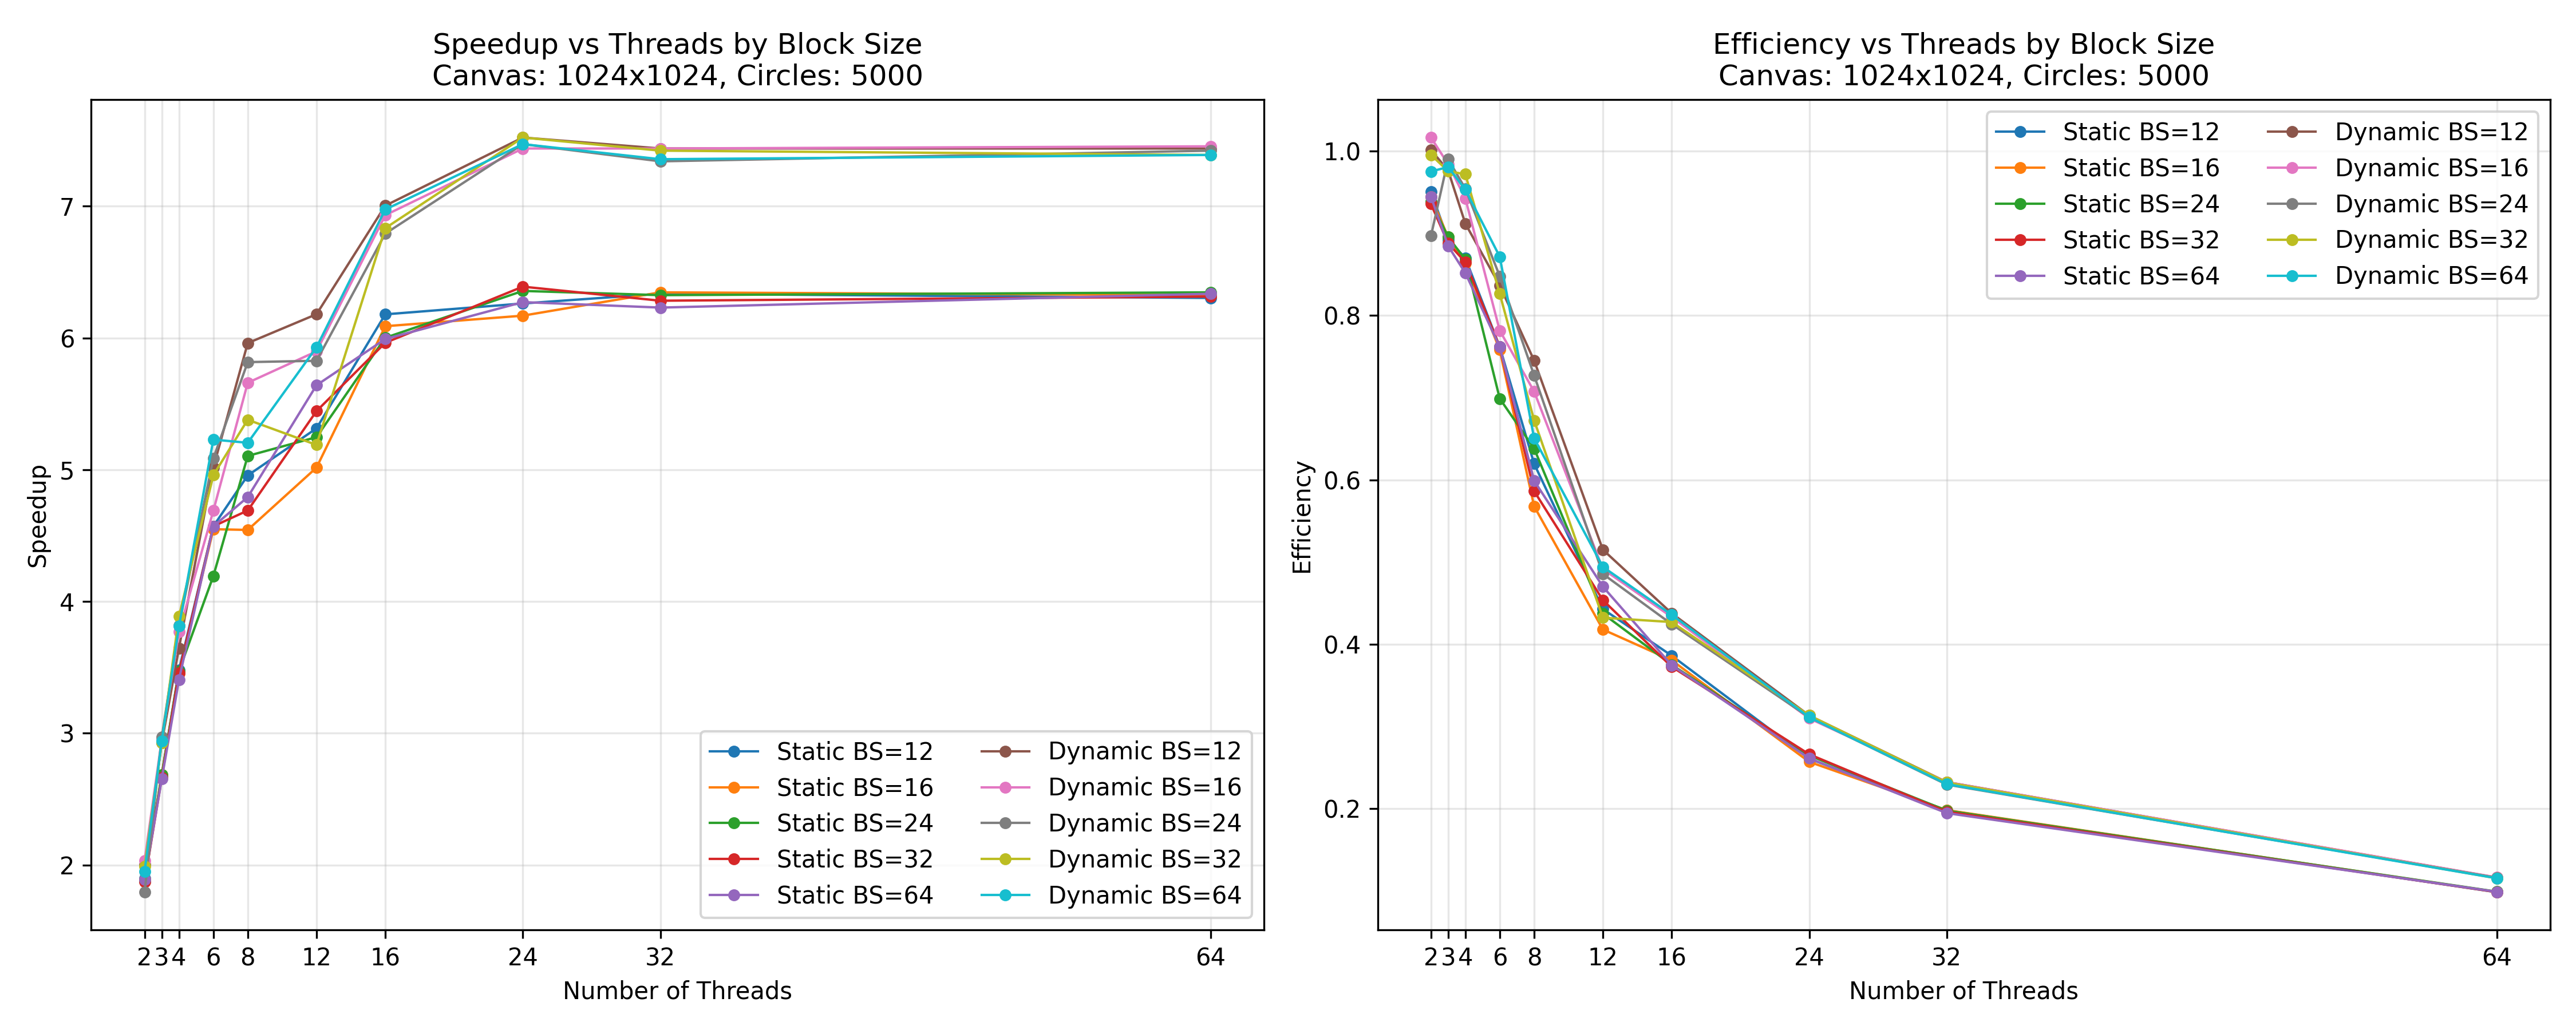 Speedup vs Threads by Block Size
Canvas: 1024x1024, Circles: 5000
Speedup
7
6
5
4
3
2
Static BS=12
Static BS=16
Static BS=24
Static BS=32
Static BS=64
Dynamic BS=12
Dynamic BS=16
Dynamic BS=24
Dynamic BS=32
Dynamic BS=64
2 3 4 6 8 12 16 24 32 64
Number of Threads
Efficiency vs Threads by Block Size
Canvas: 1024x1024, Circles: 5000
Efficiency
1.0
0.8
0.6
0.4
0.2
Static BS=12
Static BS=16
Static BS=24
Static BS=32
Static BS=64
Dynamic BS=12
Dynamic BS=16
Dynamic BS=24
Dynamic BS=32
Dynamic BS=64
2 3 4 6 8 12 16 24 32 64
Number of Threads